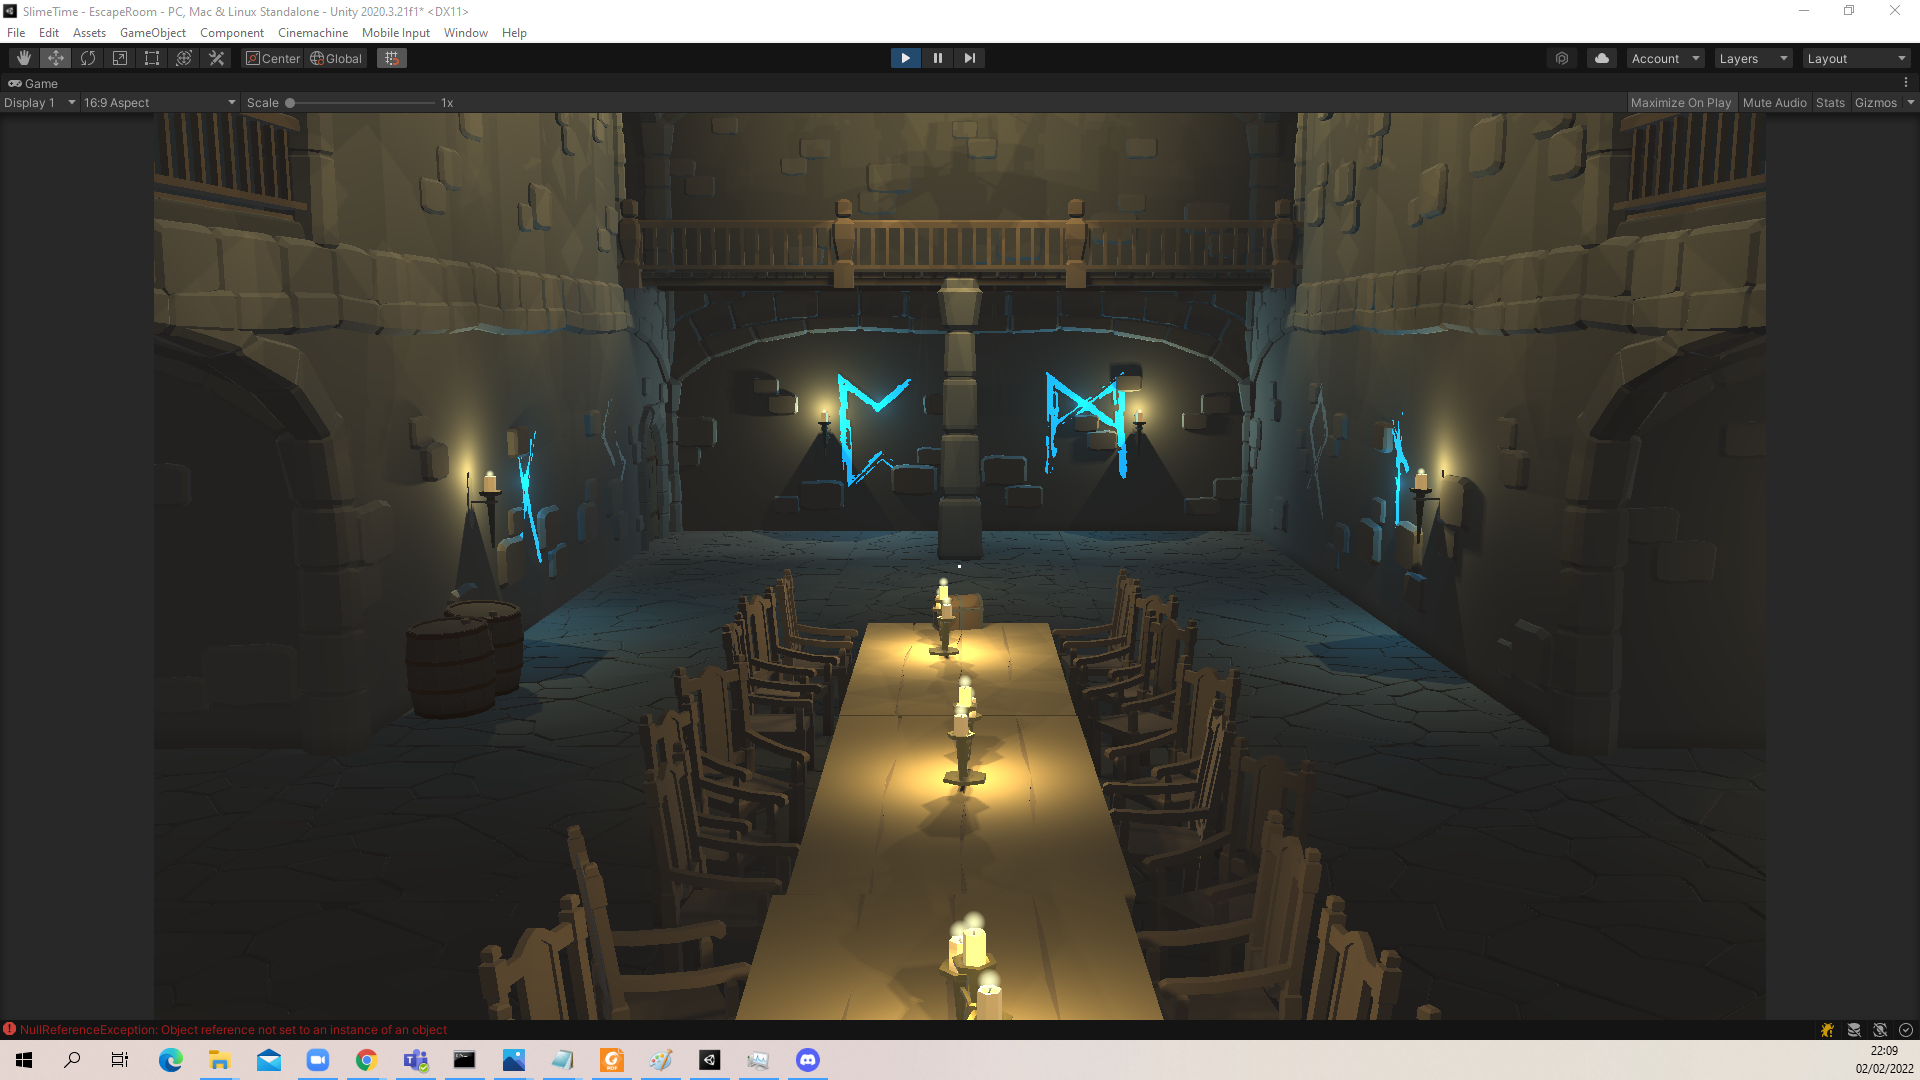 SlimeTime - EscapeRoom - PC, Mac & Linux Standalone - Unity 2020.3.21f1* <DX11>
File Edit Assets GameObject Component Cinemachine Mobile Input Window Help
Center Global Account Layers Layout
Game
Display 1 16:9 Aspect Scale 1x Maximize On Play Mute Audio Stats Gizmos
ᛈ ᛗ
NullReferenceException: Object reference not set to an instance of an object
22:09
02/02/2022